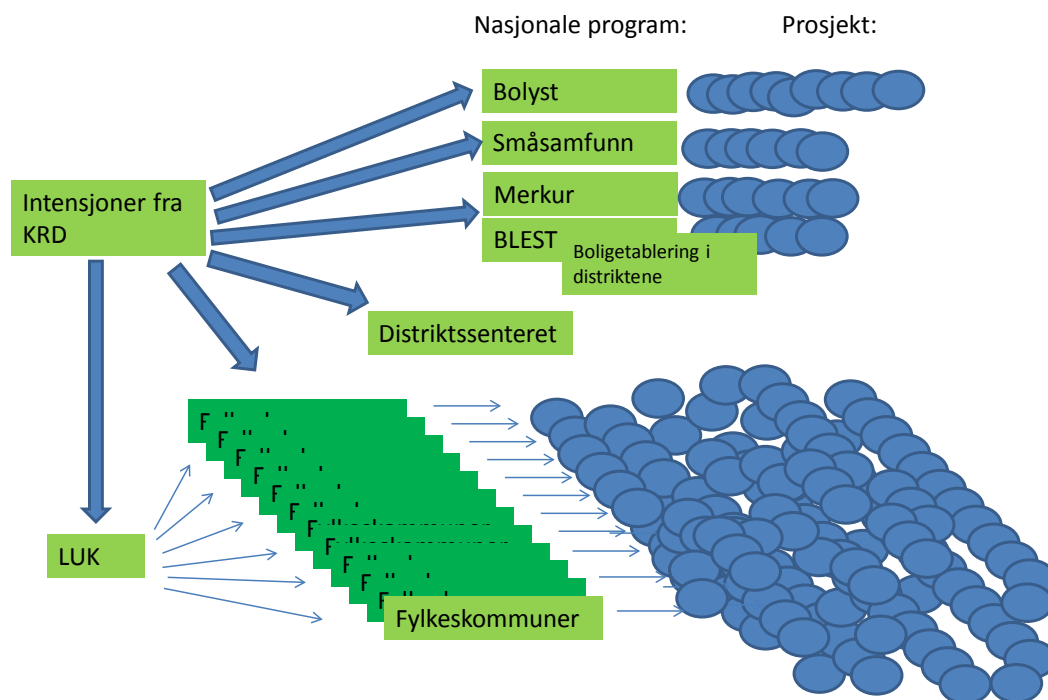 Nasjonale program:
Prosjekt:
Bolyst
Småsamfunn
Intensjoner fra
KRD
Merkur
BLEST
Boligetablering i
distriktene
Distriktssenteret
LUK
Fylkeskommuner